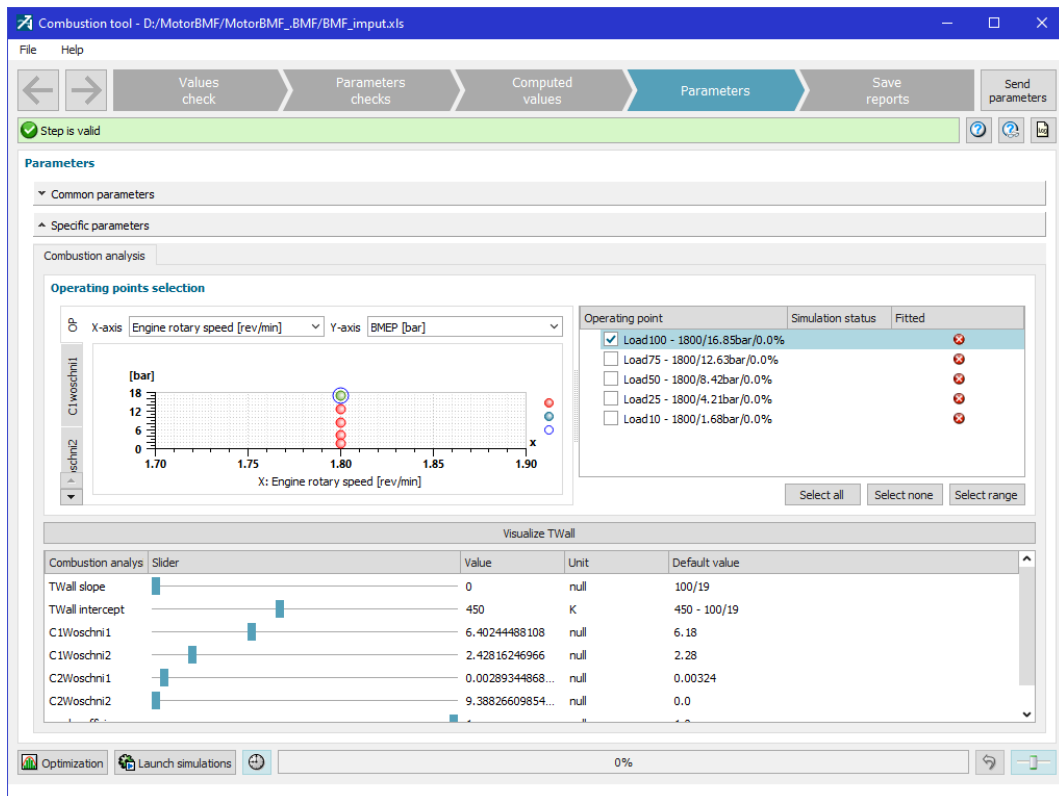 Combustion tool - D:/MotorBMF/MotorBMF_.BMF/BMF_imput.xls
File Help
Values check
Parameters checks
Computed values
Parameters
Save reports
Send parameters
Step is valid
Parameters
Common parameters
Specific parameters
Combustion analysis
Operating points selection
OP
C1woschni1
X-axis Engine rotary speed [rev/min] Y-axis BMEP [bar]
[bar]
18
12
6
0
x
1.70 1.75 1.80 1.85 1.90
X: Engine rotary speed [rev/min]
Operating point Simulation status Fitted
Load100 - 1800/16.85bar/0.0%
Load75 - 1800/12.63bar/0.0%
Load50 - 1800/8.42bar/0.0%
Load25 - 1800/4.21bar/0.0%
Load10 - 1800/1.68bar/0.0%
Select all Select none Select range
Visualize TWall
Combustion analys Slider Value Unit Default value
TWall slope 0 null 100/19
TWall intercept 450 K 450 - 100/19
C1Woschni1 6.40244488108 null 6.18
C1Woschni2 2.42816246966 null 2.28
C2Woschni1 0.00289344868... null 0.00324
C2Woschni2 9.38826609854... null 0.0
Optimization Launch simulations 0%